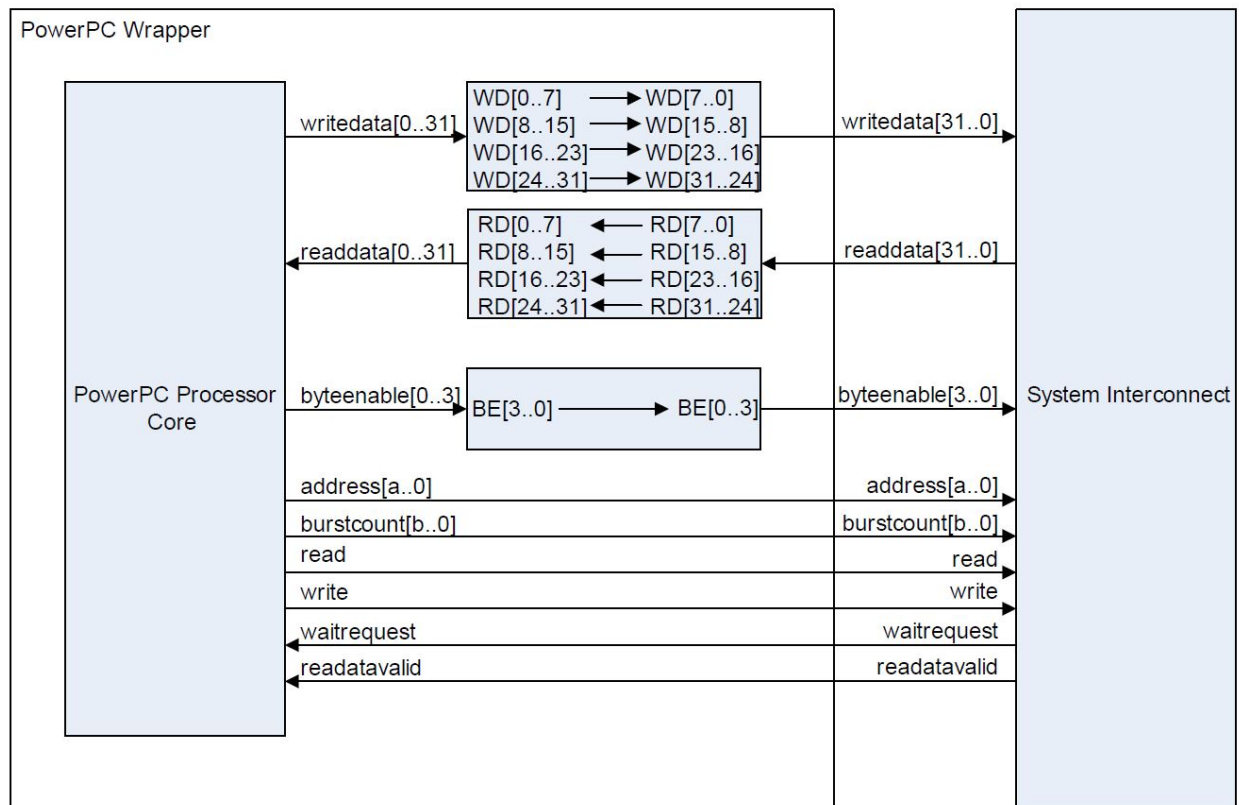 PowerPC Wrapper
PowerPC Processor
Core
writedata[0..31]
WD[0..7] → WD[7..0]
WD[8..15] → WD[15..8]
WD[16..23] → WD[23..16]
WD[24..31] → WD[31..24]
writedata[31..0]
readdata[0..31]
RD[0..7] ← RD[7..0]
RD[8..15] ← RD[15..8]
RD[16..23] ← RD[23..16]
RD[24..31] ← RD[31..24]
readdata[31..0]
byteenable[0..3]
BE[3..0] → BE[0..3]
byteenable[3..0]
System Interconnect
address[a..0] address[a..0]
burstcount[b..0] burstcount[b..0]
read read
write write
waitrequest waitrequest
readatavalid readatavalid